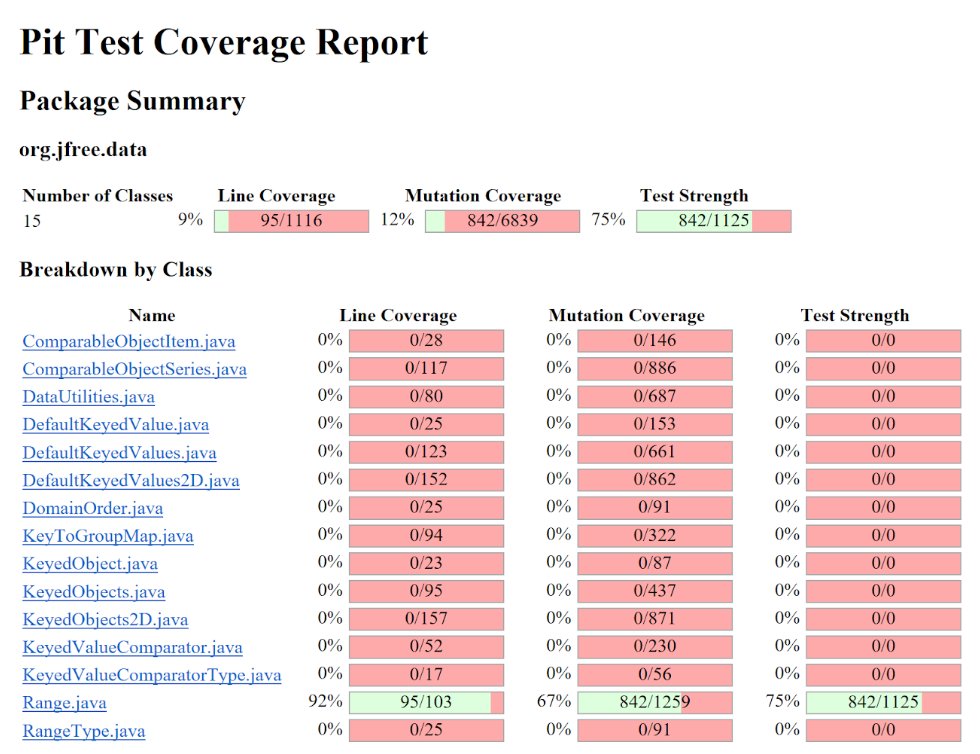 Pit Test Coverage Report
Package Summary
org.jfree.data
Number of Classes Line Coverage Mutation Coverage Test Strength
15 9% 95/1116 12% 842/6839 75% 842/1125
Breakdown by Class
Name Line Coverage Mutation Coverage Test Strength
ComparableObjectItem.java 0% 0/28 0% 0/146 0% 0/0
ComparableObjectSeries.java 0% 0/117 0% 0/886 0% 0/0
DataUtilities.java 0% 0/80 0% 0/687 0% 0/0
DefaultKeyedValue.java 0% 0/25 0% 0/153 0% 0/0
DefaultKeyedValues.java 0% 0/123 0% 0/661 0% 0/0
DefaultKeyedValues2D.java 0% 0/152 0% 0/862 0% 0/0
DomainOrder.java 0% 0/25 0% 0/91 0% 0/0
KeyToGroupMap.java 0% 0/94 0% 0/322 0% 0/0
KeyedObject.java 0% 0/23 0% 0/87 0% 0/0
KeyedObjects.java 0% 0/95 0% 0/437 0% 0/0
KeyedObjects2D.java 0% 0/157 0% 0/871 0% 0/0
KeyedValueComparator.java 0% 0/52 0% 0/230 0% 0/0
KeyedValueComparatorType.java 0% 0/17 0% 0/56 0% 0/0
Range.java 92% 95/103 67% 842/1259 75% 842/1125
RangeType.java 0% 0/25 0% 0/91 0% 0/0